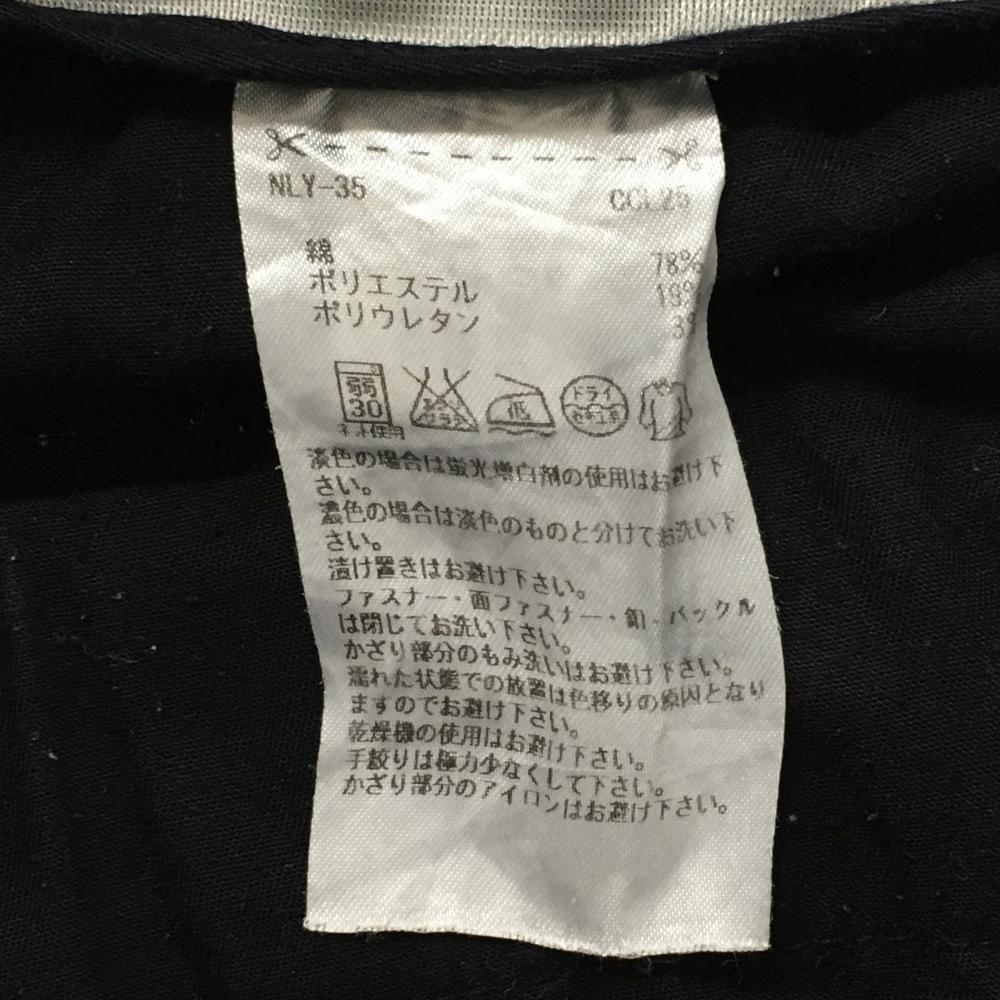 NLY-35 CCL25
綿 78%
ポリエステル 19%
ポリウレタン 3%
弱 30 ネット使用 低 ドライ セキユ系
淡色の場合は蛍光増白剤の使用はお避け下
さい。
濃色の場合は淡色のものと分けてお洗い下
さい。
漬け置きはお避け下さい。
ファスナー・面ファスナー・釦・バックル
は閉じてお洗い下さい。
かざり部分のもみ洗いはお避け下さい。
濡れた状態での放置は色移りの原因となり
ますのでお避け下さい。
乾燥機の使用はお避け下さい。
手絞りは極力少なくして下さい。
かざり部分のアイロンはお避け下さい。